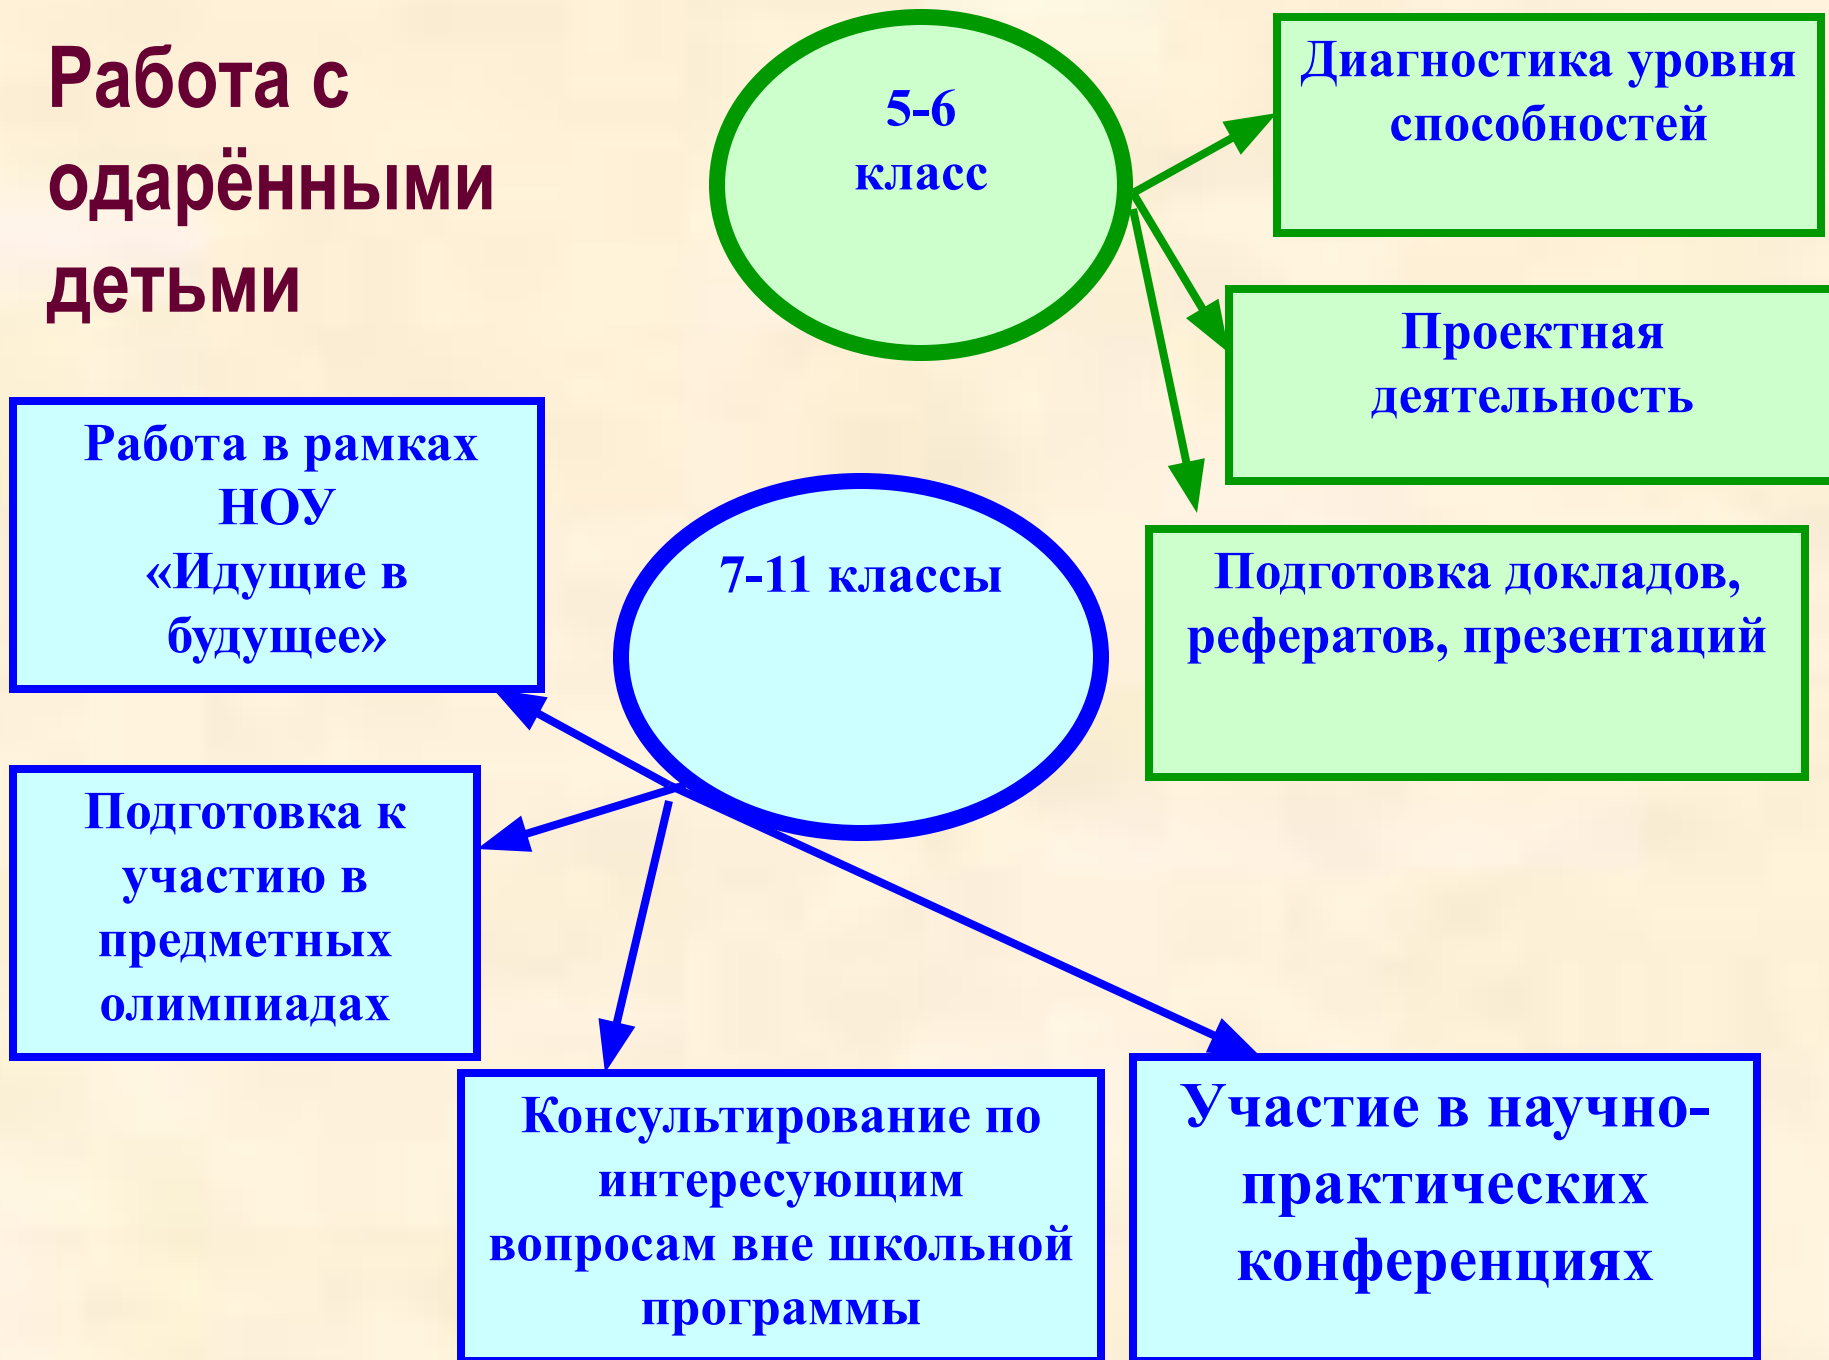 Работа с
одарёнными
детьми
5-6
класс
Диагностика уровня
способностей
Проектная
деятельность
Подготовка докладов,
рефератов, презентаций
7-11 классы
Работа в рамках
НОУ
«Идущие в
будущее»
Подготовка к
участию в
предметных
олимпиадах
Консультирование по
интересующим
вопросам вне школьной
программы
Участие в научно-
практических
конференциях